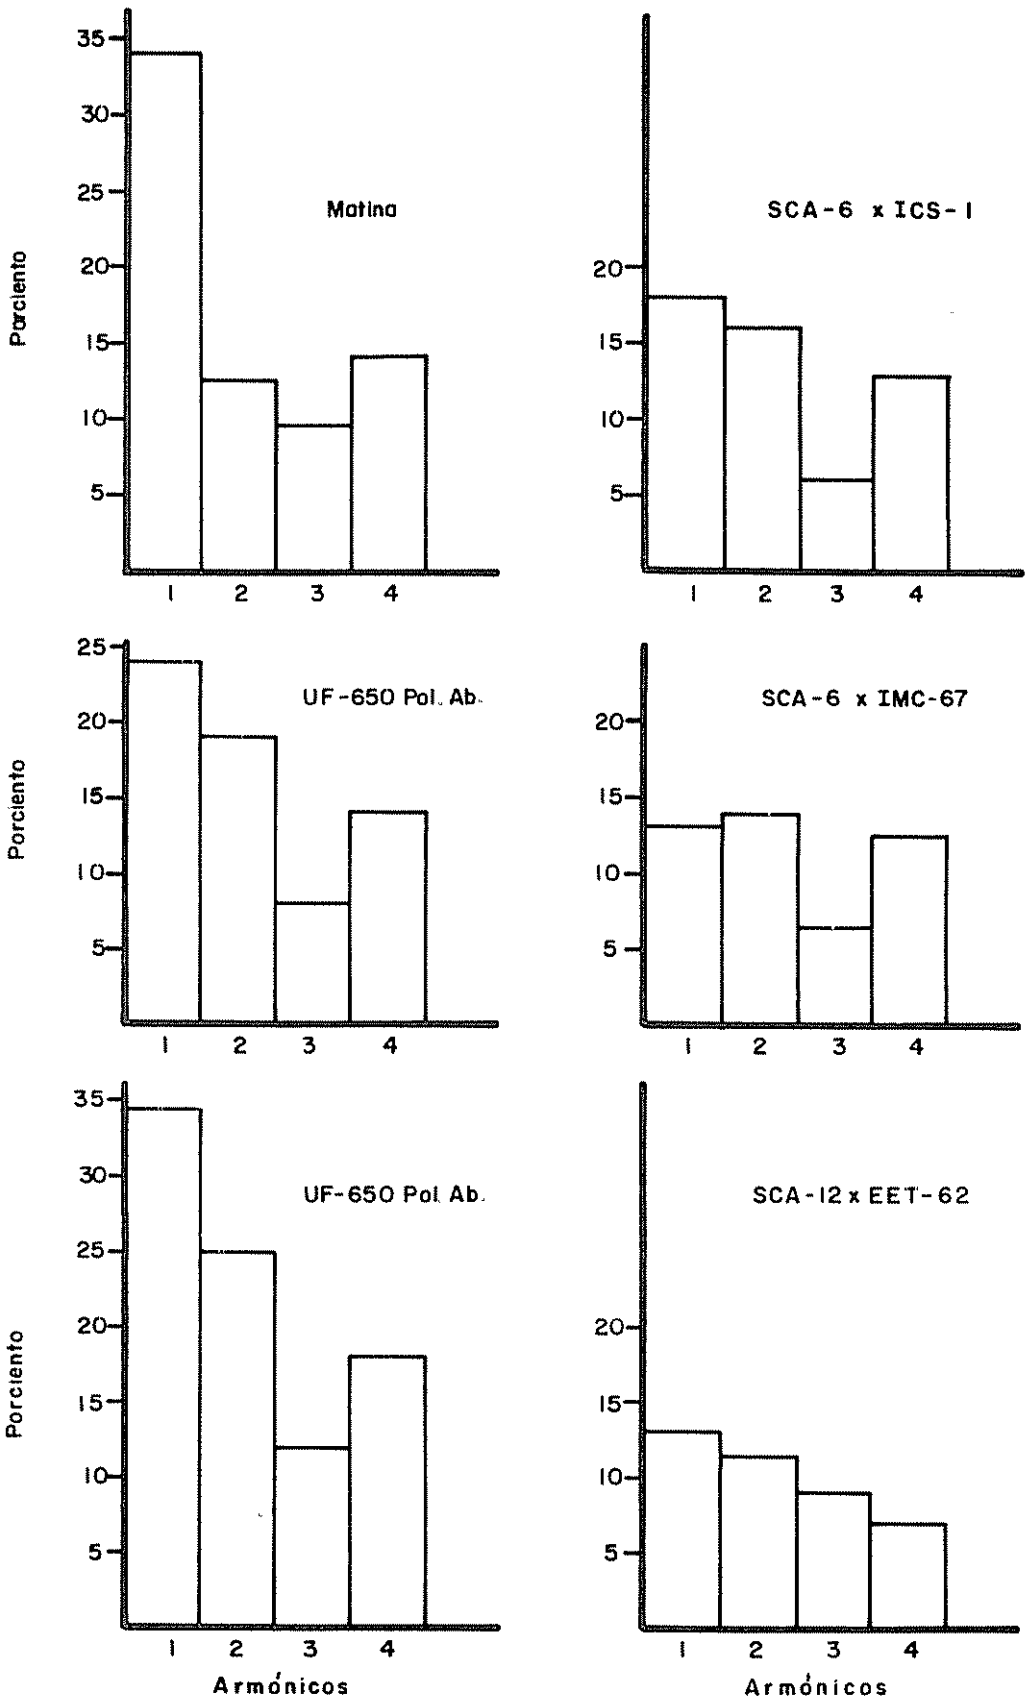 35
30
25
20
15
10
5
Porciento
Matina
1 2 3 4
20
15
10
5
SCA-6 x ICS-1
1 2 3 4
25
20
15
10
5
Porciento
UF-650 Pol. Ab.
1 2 3 4
20
15
10
5
SCA-6 x IMC-67
1 2 3 4
35
30
25
20
15
10
5
Porciento
UF-650 Pol. Ab.
1 2 3 4
Armónicos
20
15
10
5
SCA-12 x EET-62
1 2 3 4
Armónicos